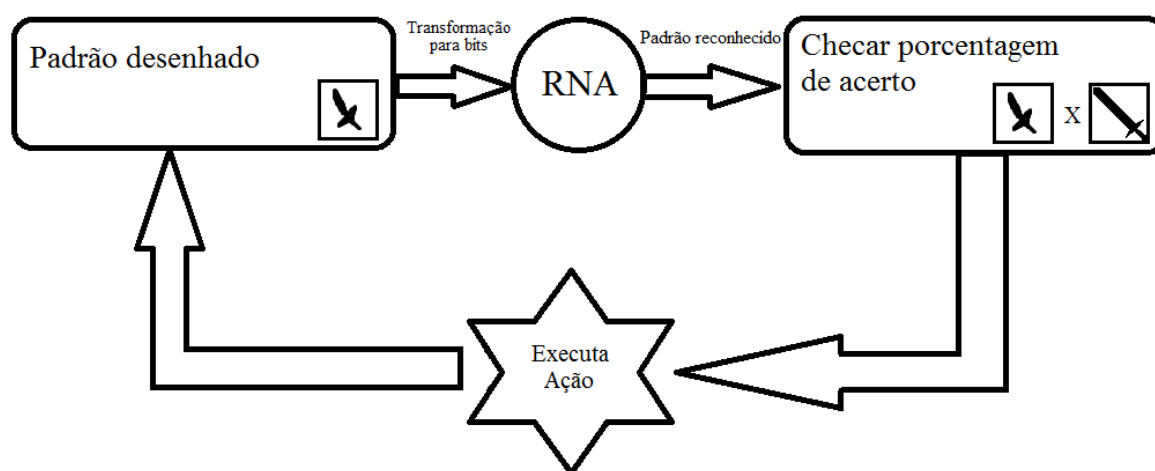 Padrão desenhado
Transformação
para bits
RNA
Padrão reconhecido
Checar porcentagem
de acerto
X
Executa
Ação